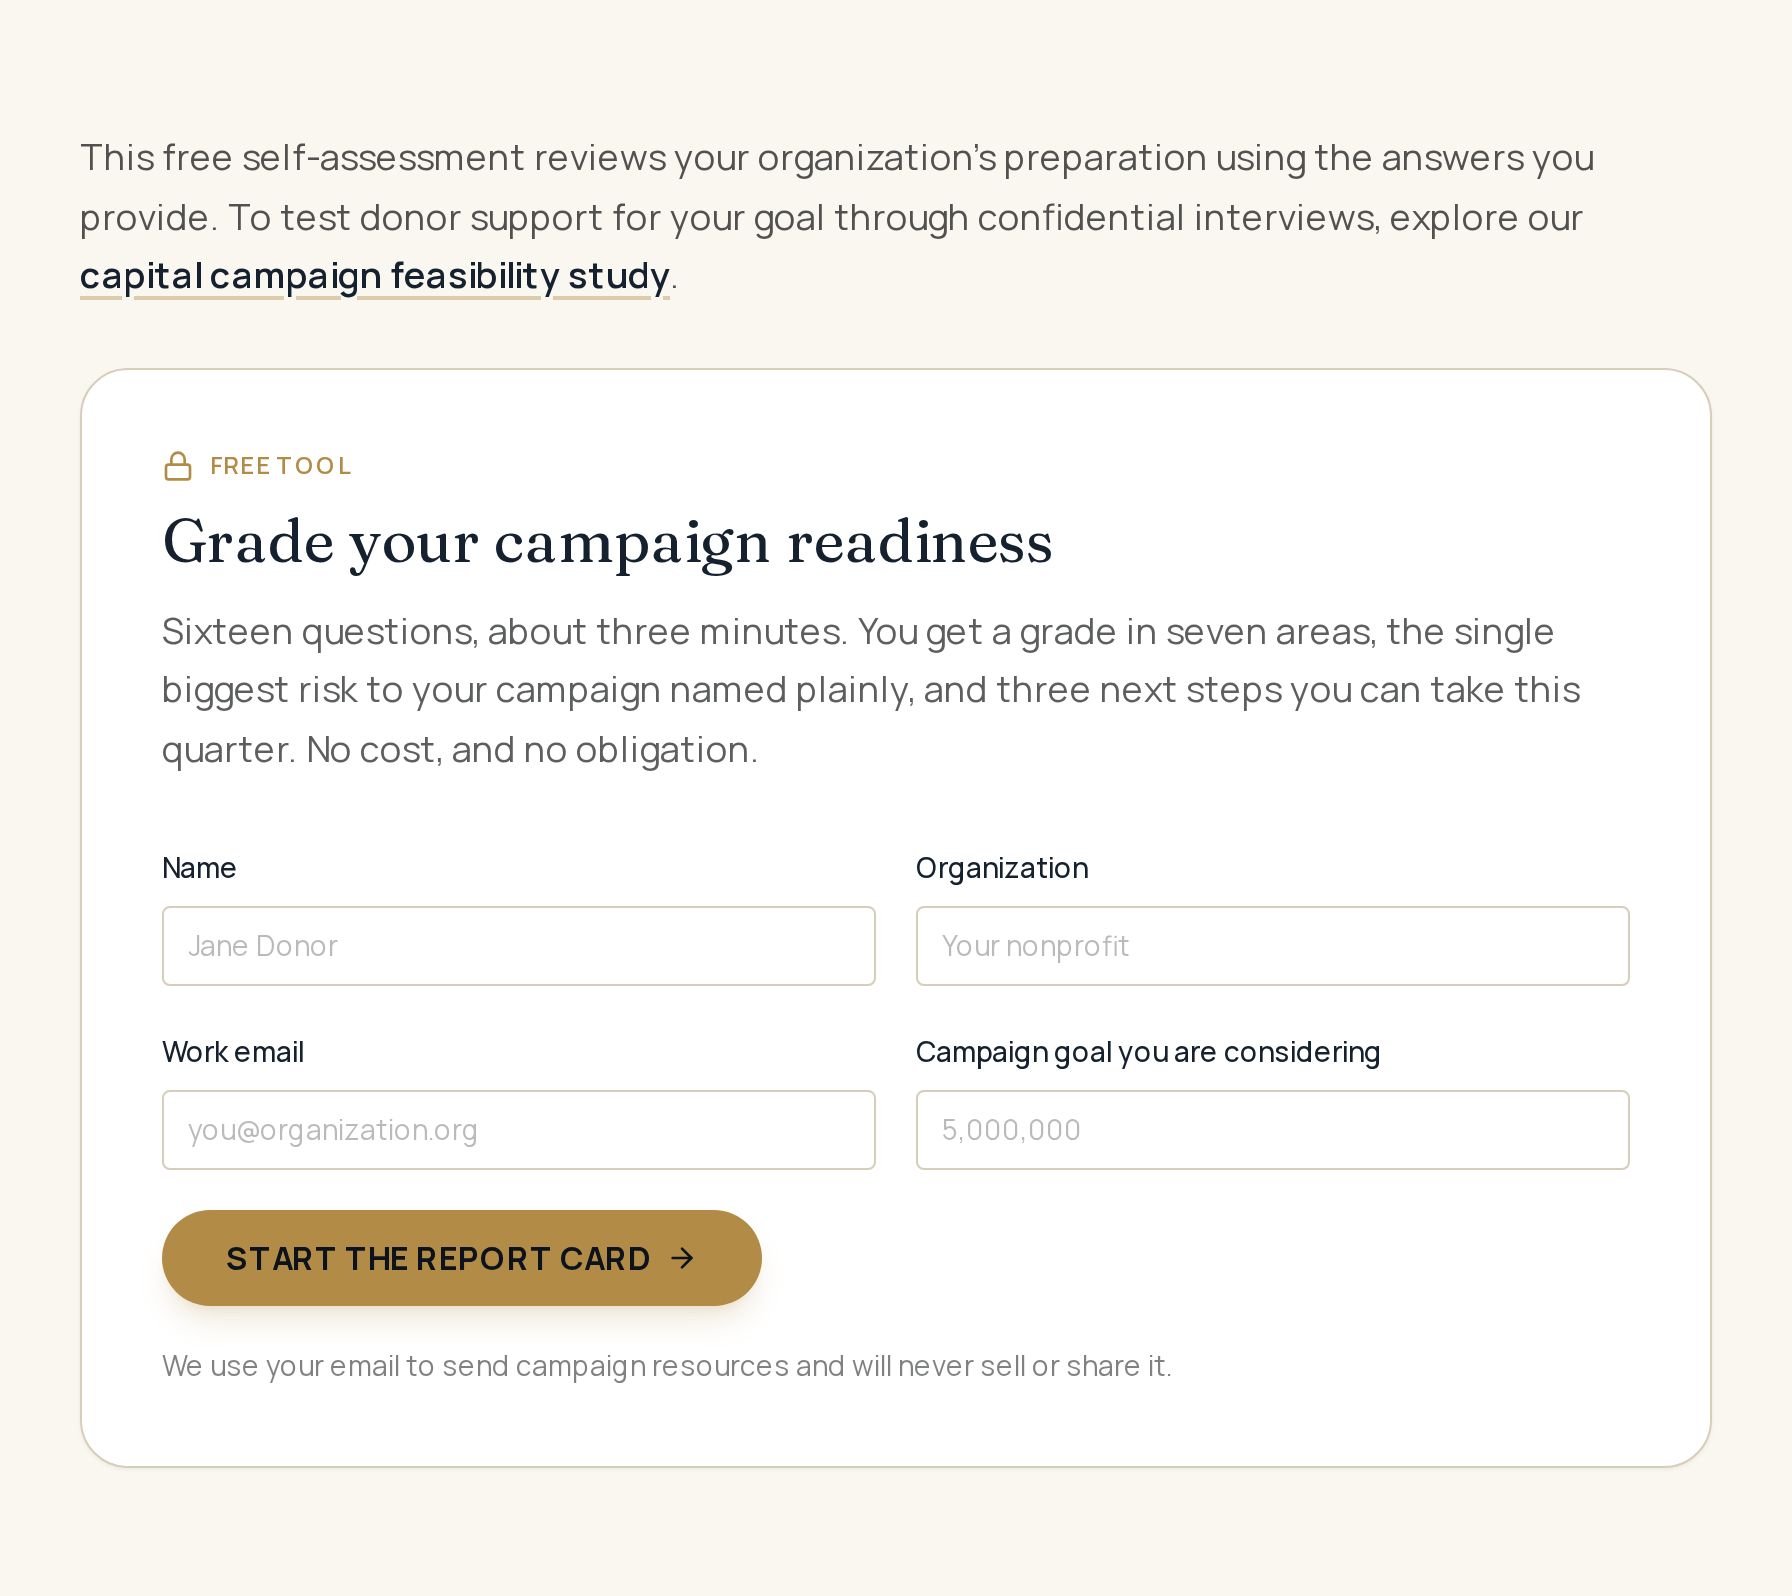 This free self-assessment reviews your organization’s preparation using the answers you
provide. To test donor support for your goal through confidential interviews, explore our
capital campaign feasibility study.
FREE TOOL
Grade your campaign readiness
Sixteen questions, about three minutes. You get a grade in seven areas, the single
biggest risk to your campaign named plainly, and three next steps you can take this
quarter. No cost, and no obligation.
Name
Organization
Jane Donor
Your nonprofit
Work email
Campaign goal you are considering
you@organization.org
5,000,000
START THE REPORT CARD →
We use your email to send campaign resources and will never sell or share it.